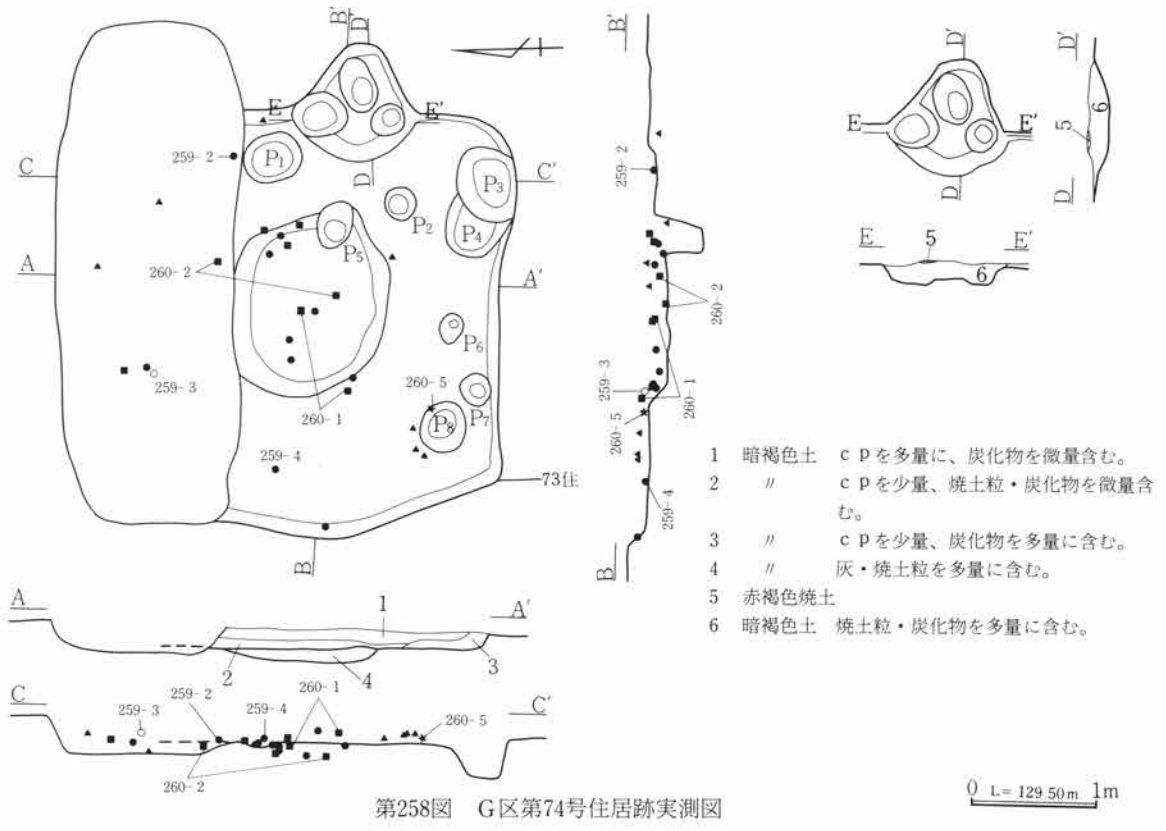 B′
D′
E
E′
259-2
P1
C
C′
P3
D
P2
P4
P5
A
A′
260-2
P6
259-3
260-5
P7
260-1
P8
259-4
73住
B
B′
259-2
260-2
259-3
260-1
260-5
259-4
B
D′
E
E′
D
D′
5
6
D
E
5
E′
6
1 暗褐色土 cpを多量に、炭化物を微量含む。
2 〃 cpを少量、焼土粒・炭化物を微量含
む。
3 〃 cpを少量、炭化物を多量に含む。
4 〃 灰・焼土粒を多量に含む。
5 赤褐色焼土
6 暗褐色土 焼土粒・炭化物を多量に含む。
A
1
A′
2
4
3
C
259-3
259-2
259-4
260-1
260-5
C′
260-2
0 L= 129.50m 1m
第258図 G区第74号住居跡実測図